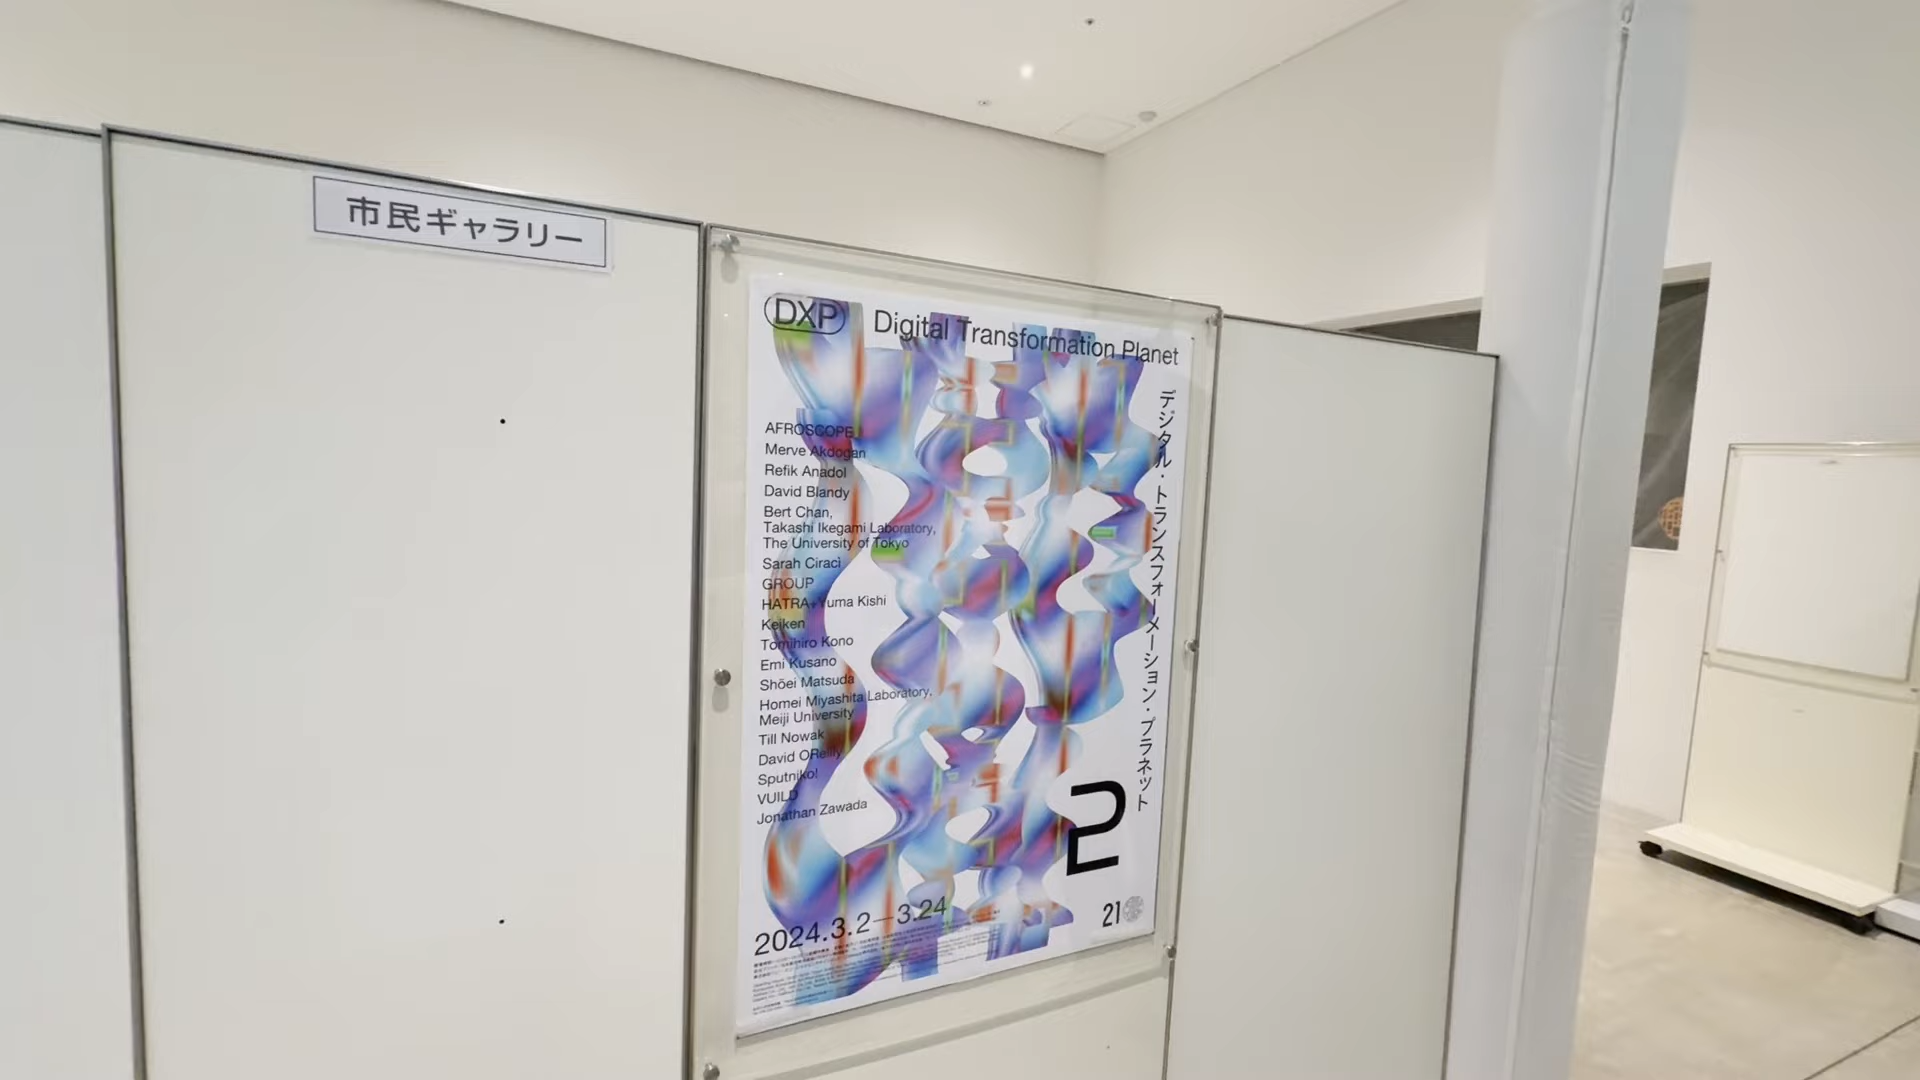 市民ギャラリー
DXP Digital Transformation Planet
デジタル・トランスフォーメーション・プラネット
AFROSCOPE
Merve Akdogan
Refik Anadol
David Blandy
Bert Chan,
Takashi Ikegami Laboratory,
The University of Tokyo
Sarah Ciracì
GROUP
HATRA+Yuma Kishi
Keiken
Tomihiro Kono
Emi Kusano
Shōei Matsuda
Homei Miyashita Laboratory,
Meiji University
Till Nowak
David OReilly
Sputniko!
VUILD
Jonathan Zawada
2
2024.3.2—3.24
21